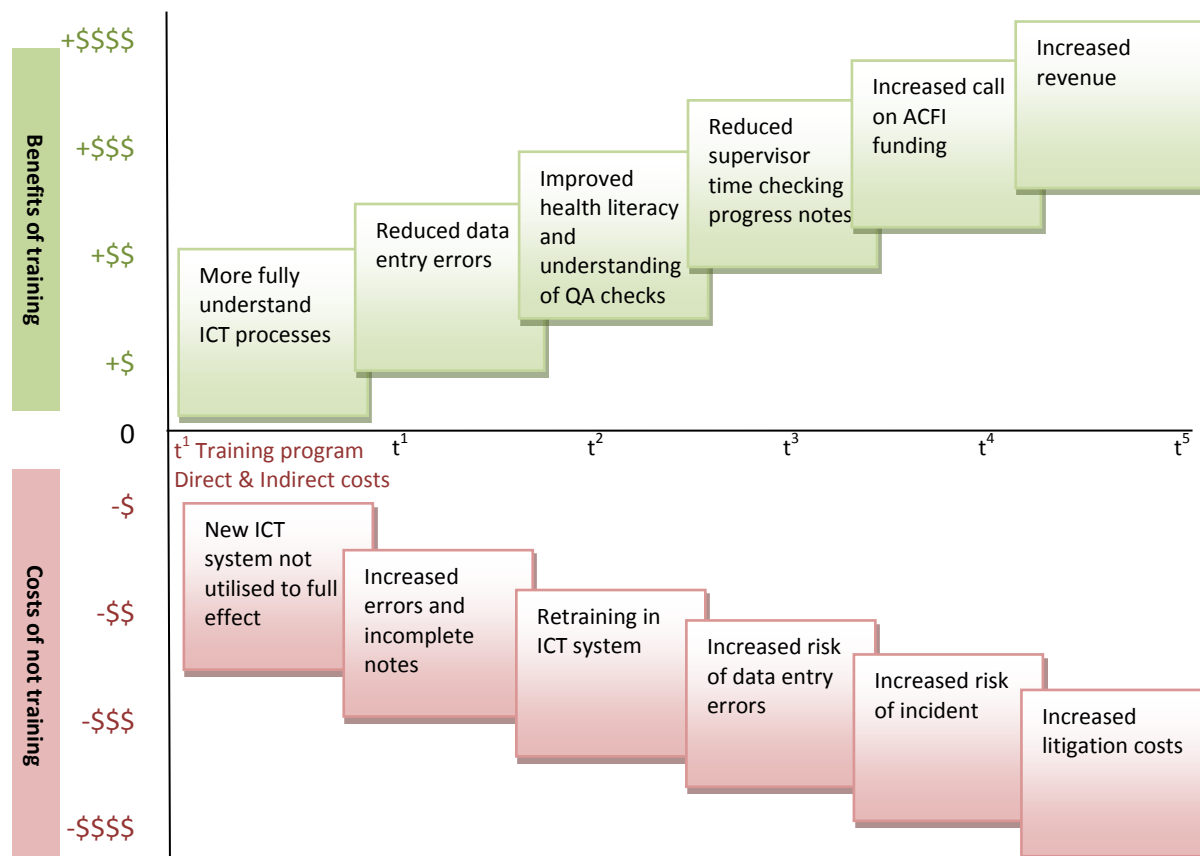 Benefits of training
+$$$$
+$$$
+$$
+$
0
More fully
understand
ICT processes
Reduced data
entry errors
Improved
health literacy
and
understanding
of QA checks
Reduced
supervisor
time checking
progress notes
Increased call
on ACFI
funding
Increased
revenue
t¹ Training program
Direct & Indirect costs
t¹
t²
t³
t⁴
t⁵
Costs of not training
-$
-$$
-$$$
-$$$$
New ICT
system not
utilised to full
effect
Increased
errors and
incomplete
notes
Retraining in
ICT system
Increased risk
of data entry
errors
Increased risk
of incident
Increased
litigation costs